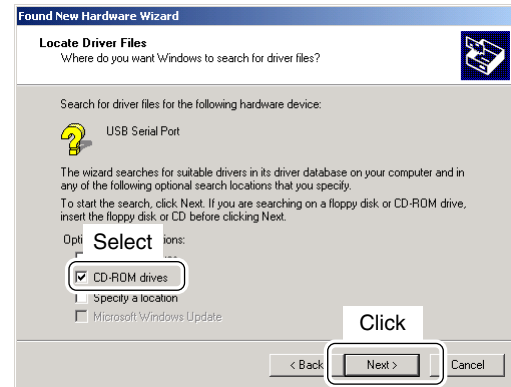 Found New Hardware Wizard
Locate Driver Files
Where do you want Windows to search for driver files?
Search for driver files for the following hardware device:
USB Serial Port
The wizard searches for suitable drivers in its driver database on your computer and in
any of the following optional search locations that you specify.
To start the search, click Next. If you are searching on a floppy disk or CD-ROM drive,
insert the floppy disk or CD before clicking Next.
Select
CD-ROM drives
Specify a location
Microsoft Windows Update
Click
< Back
Next >
Cancel